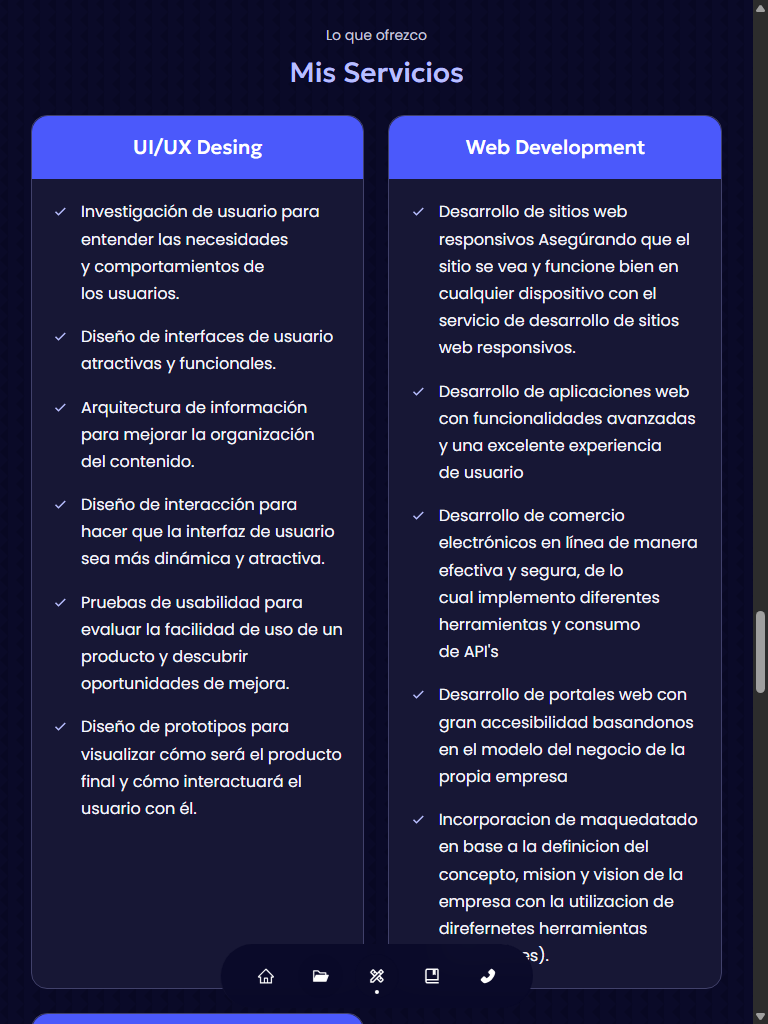 Lo que ofrezco
Mis Servicios
UI/UX Desing
Investigación de usuario para
entender las necesidades
y comportamientos de
los usuarios.
Diseño de interfaces de usuario
atractivas y funcionales.
Arquitectura de información
para mejorar la organización
del contenido.
Diseño de interacción para
hacer que la interfaz de usuario
sea más dinámica y atractiva.
Pruebas de usabilidad para
evaluar la facilidad de uso de un
producto y descubrir
oportunidades de mejora.
Diseño de prototipos para
visualizar cómo será el producto
final y cómo interactuará el
usuario con él.
Web Development
Desarrollo de sitios web
responsivos Asegúrando que el
sitio se vea y funcione bien en
cualquier dispositivo con el
servicio de desarrollo de sitios
web responsivos.
Desarrollo de aplicaciones web
con funcionalidades avanzadas
y una excelente experiencia
de usuario
Desarrollo de comercio
electrónicos en línea de manera
efectiva y segura, de lo
cual implemento diferentes
herramientas y consumo
de API's
Desarrollo de portales web con
gran accesibilidad basandonos
en el modelo del negocio de la
propia empresa
Incorporacion de maquedatado
en base a la definicion del
concepto, mision y vision de la
empresa con la utilizacion de
direfernetes herramientas